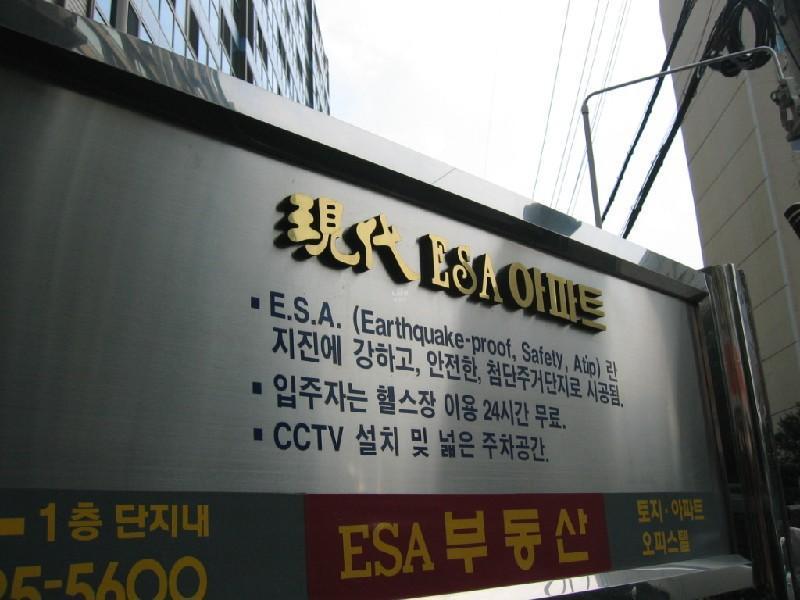 現代 ESA 아파트
▪ E.S.A. (Earthquake-proof, Safety, Atip) 란
지진에 강하고, 안전한, 첨단주거단지로 시공됨.
▪ 입주자는 헬스장 이용 24시간 무료.
▪ CCTV 설치 및 넓은 주차공간.
1층 단지내
25-5600
ESA 부동산
토지·아파트
오피스텔